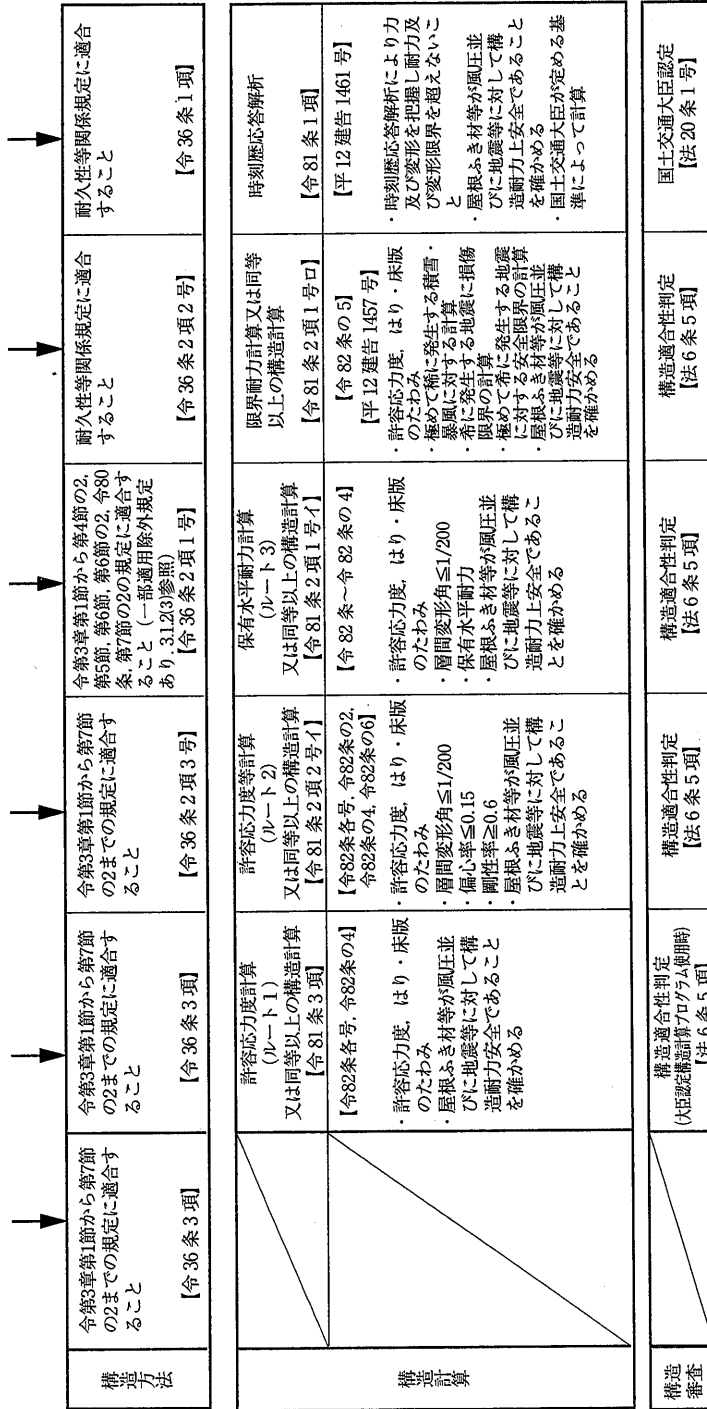 構造
方法
令第3章第1節から第7節
の2までの規定に適合す
ること
【令36条3項】
令第3章第1節から第7節
の2までの規定に適合す
ること
【令36条3項】
令第3章第1節から第7節
の2までの規定に適合す
ること
【令36条2項3号】
令第3章第1節から第4節の2,
第5節, 第6節, 第6節の2, 令80
条, 第7節の2の規定に適合す
ること (一部適用除外規定
あり, 3.1.2(3)参照)
【令36条2項1号】
耐久性等関係規定に適合
すること
【令36条2項2号】
耐久性等関係規定に適合
すること
【令36条1項】
構造
計算
許容応力度計算
(ルート1)
又は同等以上の構造計算
【令81条3項】
許容応力度等計算
(ルート2)
又は同等以上の構造計算
【令81条2項2号イ】
保有水平耐力計算
(ルート3)
又は同等以上の構造計算
【令81条2項1号イ】
限界耐力計算又は同等
以上の構造計算
【令81条2項1号ロ】
時刻歴応答解析
【令81条1項】
【令82条各号, 令82条の4】
・許容応力度, はり・床版
のたわみ
・屋根ふき材等が風圧並
びに地震等に対して構
造耐力上安全であること
を確かめる
【令82条各号, 令82条の2,
令82条の4, 令82条の6】
・許容応力度, はり・床版
のたわみ
・層間変形角≦1/200
・偏心率≦0.15
・剛性率≧0.6
・屋根ふき材等が風圧並
びに地震等に対して構
造耐力上安全であるこ
とを確かめる
【令82条~令82条の4】
・許容応力度, はり・床版
のたわみ
・層間変形角≦1/200
・保有水平耐力
・屋根ふき材等が風圧並
びに地震等に対して構
造耐力上安全であるこ
とを確かめる
【令82条の5】
【平12建告1457号】
・許容応力度, はり・床版
のたわみ
・極めて稀に発生する積雪・
暴風に対する計算
・希に発生する地震に損傷
限界の計算
・極めて希に発生する地震
に対する安全限界の計算
・屋根ふき材等が風圧並
びに地震等に対して構
造耐力安全であること
を確かめる
【平12建告1461号】
・時刻歴応答解析により力
及び変形を把握し耐力及
び変形限界を超えないこ
と
・屋根ふき材等が風圧並
びに地震等に対して構
造耐力上安全であること
を確かめる
・国土交通大臣が定める基
準によって計算
構造
審査
構造適合性判定
(大臣認定構造計算プログラム使用時)
【法6条5項】
構造適合性判定
【法6条5項】
構造適合性判定
【法6条5項】
構造適合性判定
【法6条5項】
国土交通大臣認定
【法20条1号】